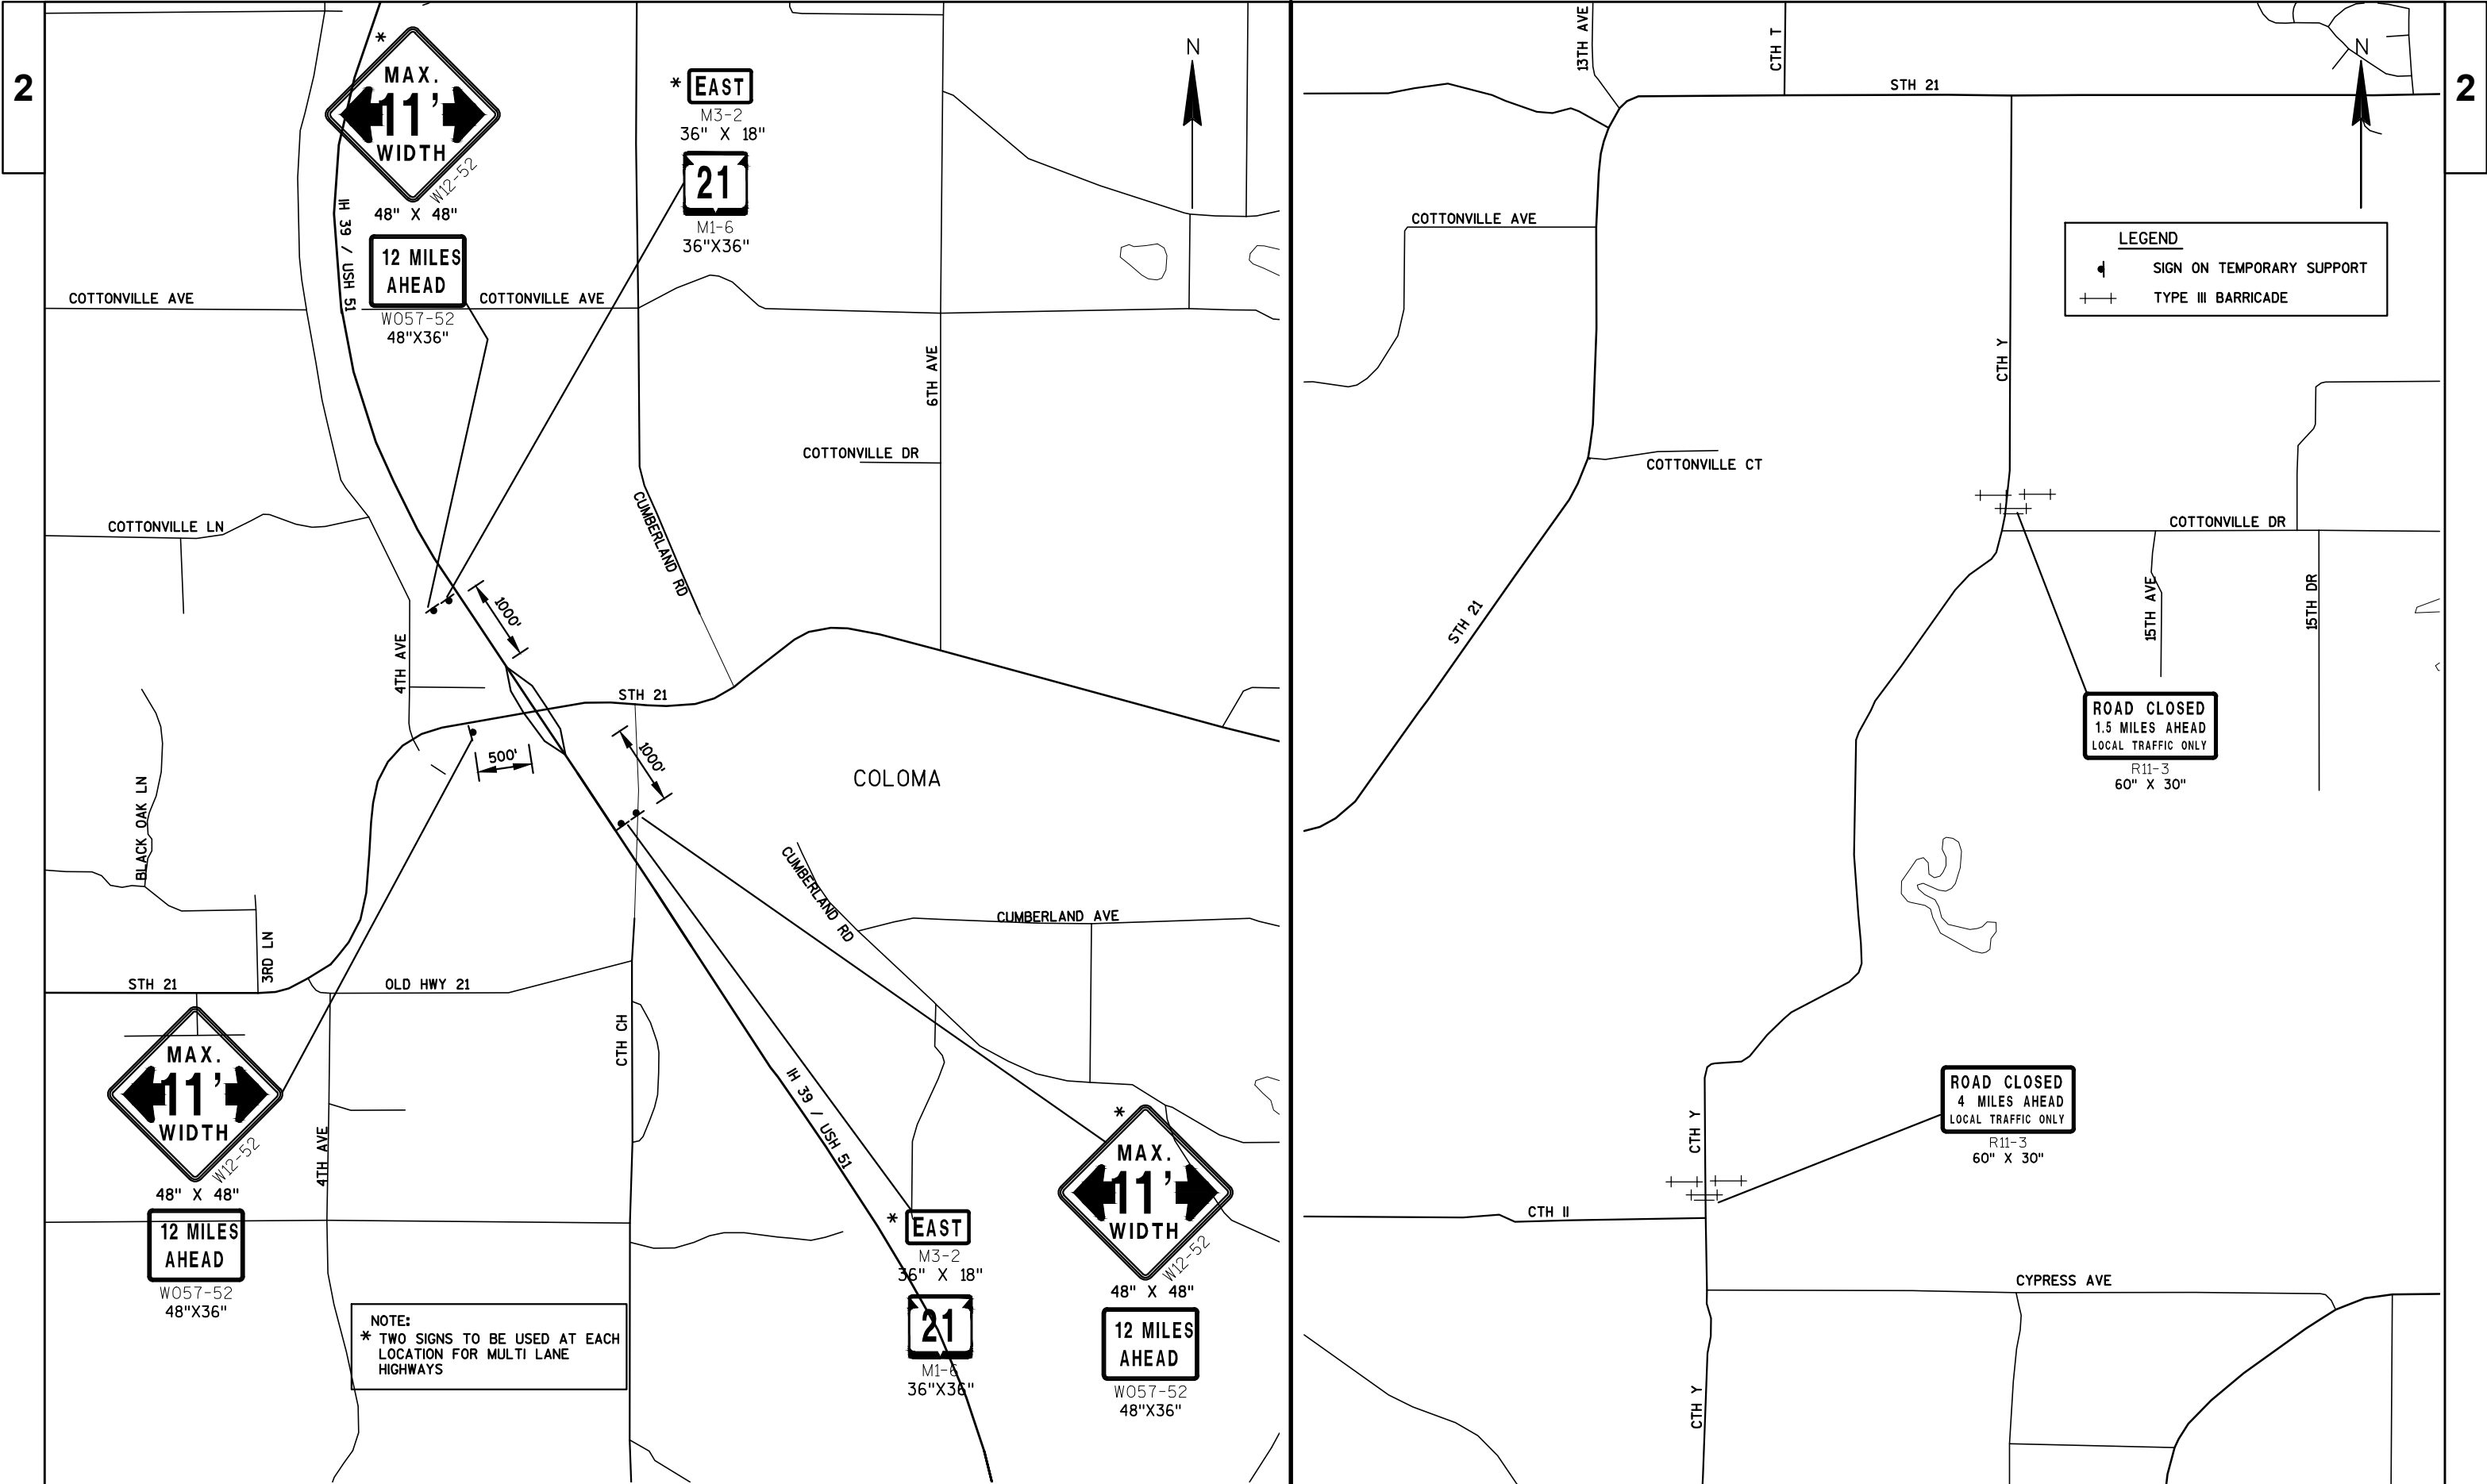 2
*
MAX.
11'
WIDTH
W12-52
48" X 48"
12 MILES
AHEAD
WO57-52
48"X36"
* EAST
M3-2
36" X 18"
21
M1-6
36"X36"
N
IH 39 / USH 51
COTTONVILLE AVE
COTTONVILLE AVE
6TH AVE
COTTONVILLE DR
CUMBERLAND RD
COTTONVILLE LN
1000'
4TH AVE
STH 21
500'
1000'
COLOMA
BLACK OAK LN
CUMBERLAND RD
CUMBERLAND AVE
3RD LN
STH 21
OLD HWY 21
CTH CH
IH 39 / USH 51
MAX.
11'
WIDTH
W12-52
48" X 48"
12 MILES
AHEAD
WO57-52
48"X36"
4TH AVE
NOTE:
* TWO SIGNS TO BE USED AT EACH
LOCATION FOR MULTI LANE
HIGHWAYS
* EAST
M3-2
36" X 18"
21
M1-6
36"X36"
*
MAX.
11'
WIDTH
W12-52
48" X 48"
12 MILES
AHEAD
WO57-52
48"X36"
13TH AVE
CTH T
STH 21
N
2
COTTONVILLE AVE
LEGEND
SIGN ON TEMPORARY SUPPORT
TYPE III BARRICADE
CTH Y
COTTONVILLE CT
COTTONVILLE DR
STH 21
15TH AVE
15TH DR
ROAD CLOSED
1.5 MILES AHEAD
LOCAL TRAFFIC ONLY
R11-3
60" X 30"
ROAD CLOSED
4 MILES AHEAD
LOCAL TRAFFIC ONLY
R11-3
60" X 30"
CTH Y
CTH II
CYPRESS AVE
CTH Y